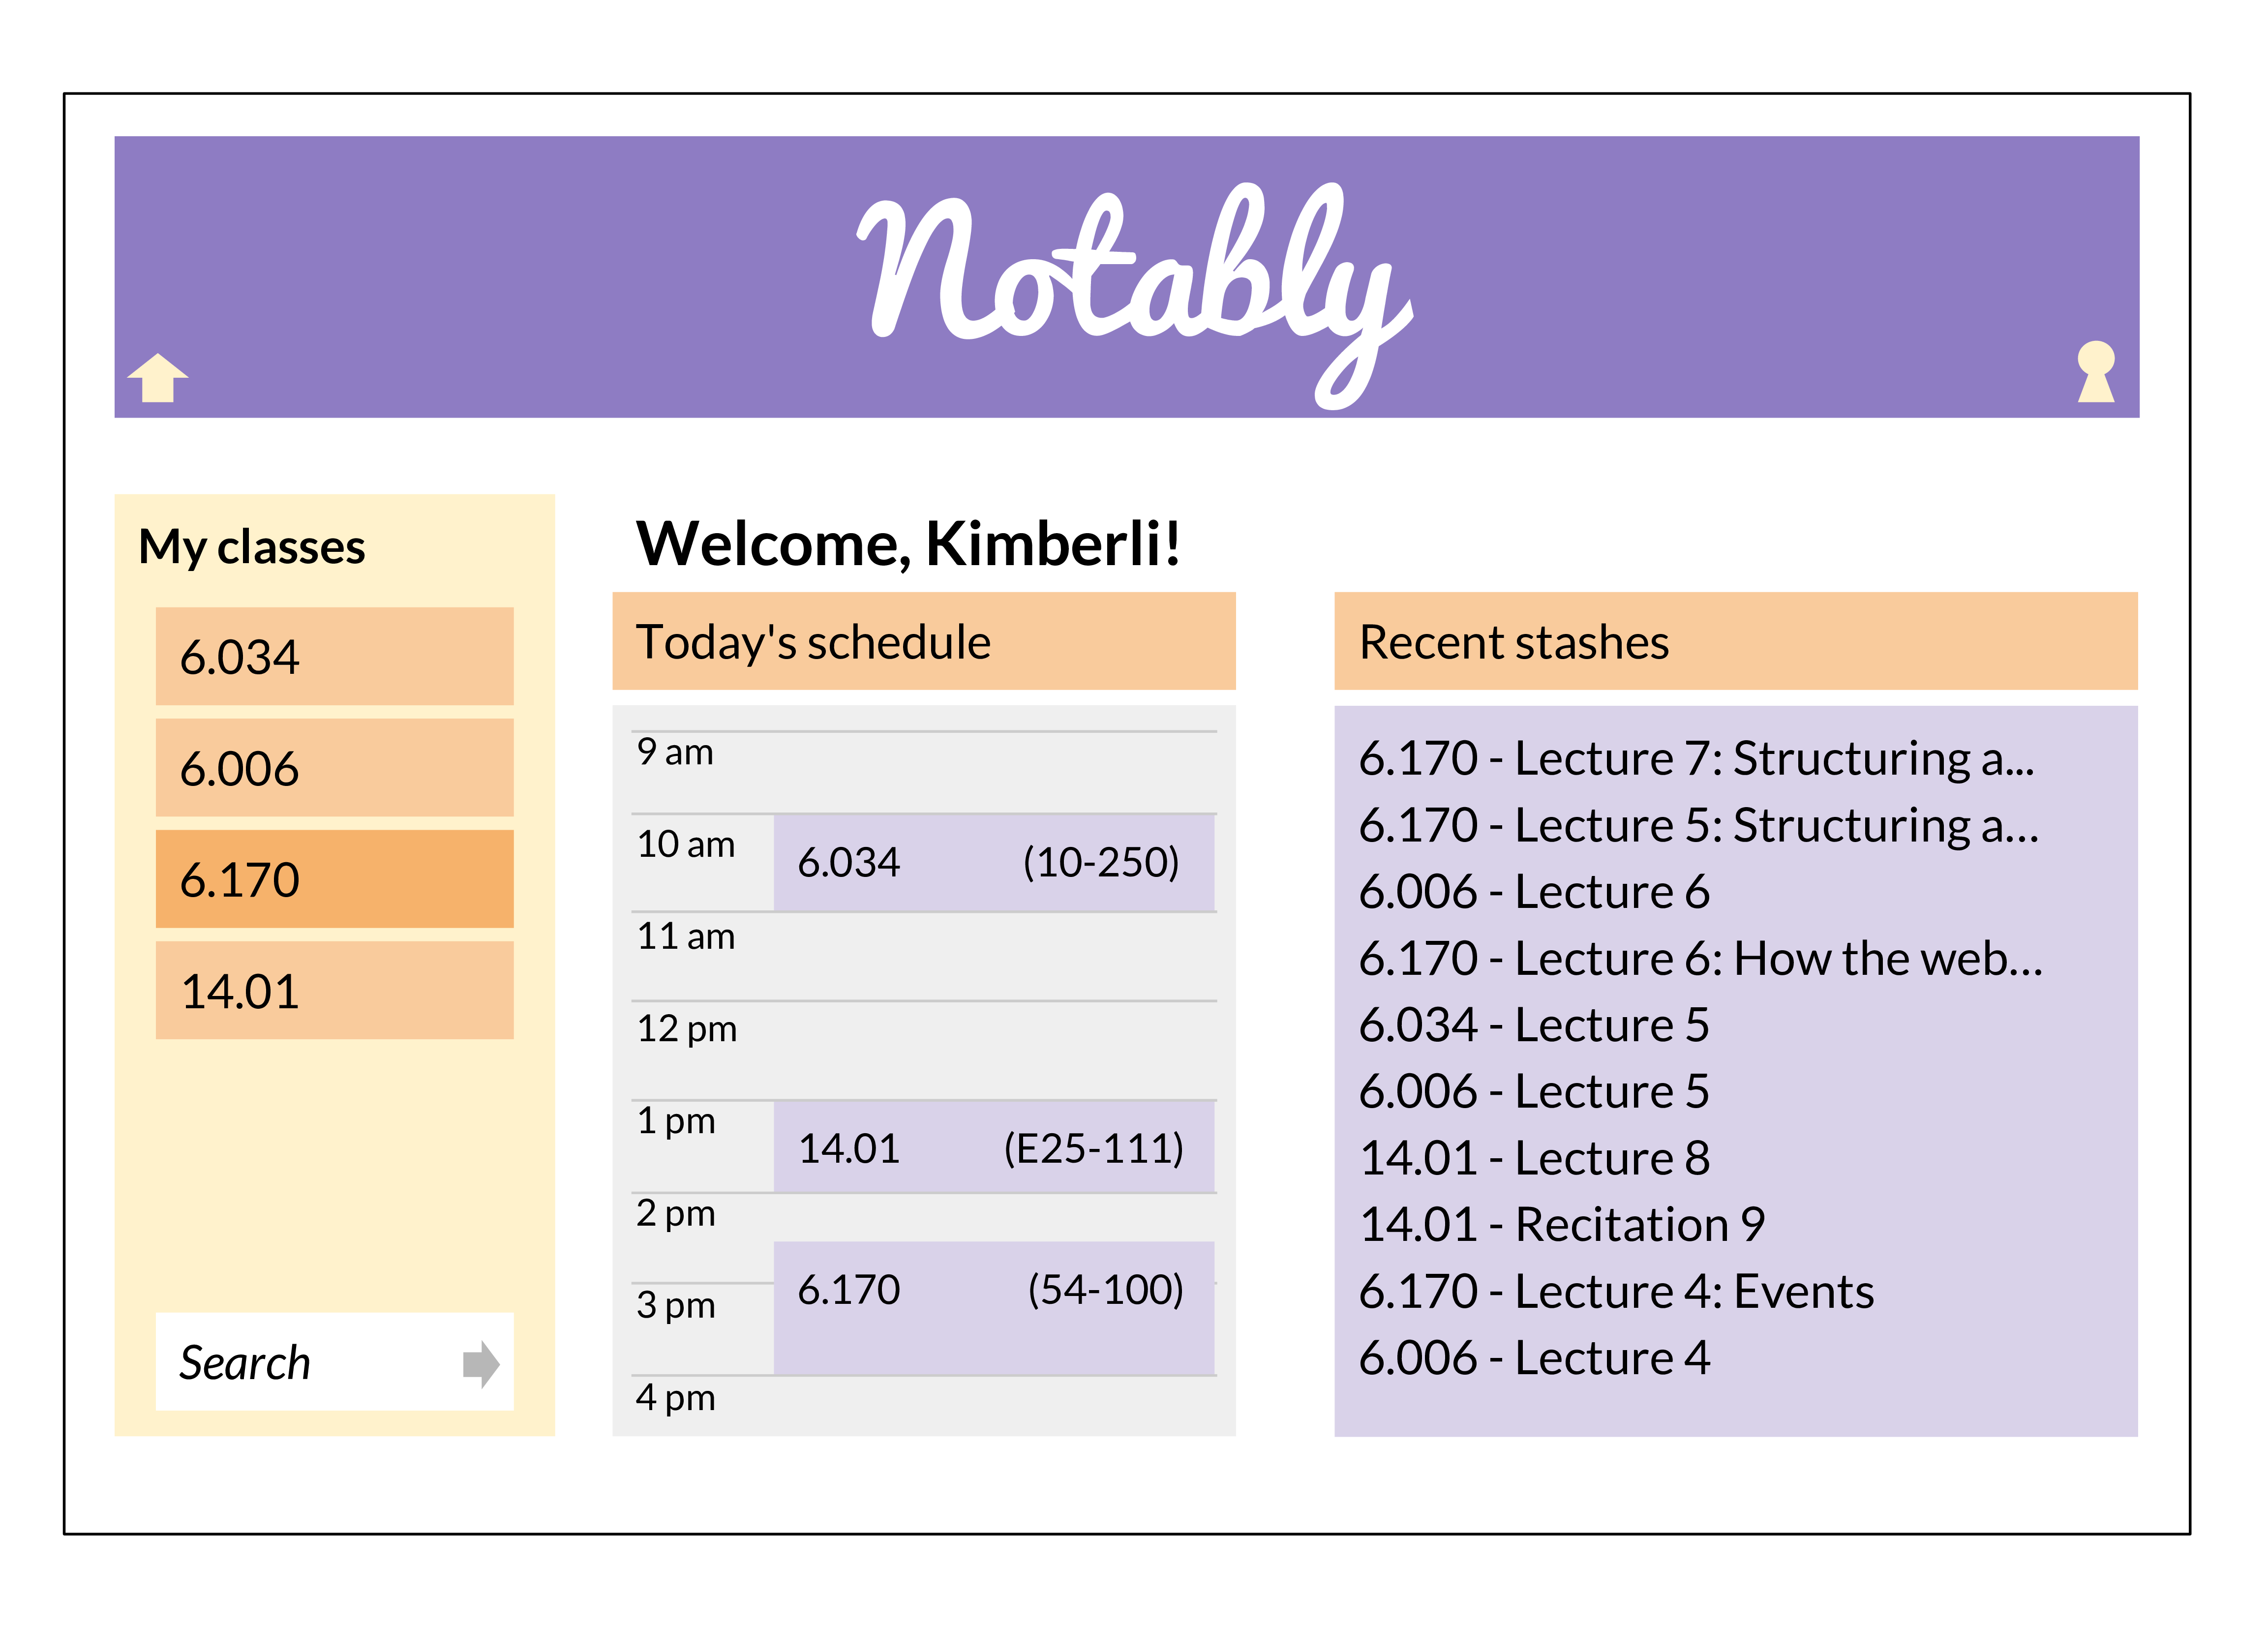 Notably
My classes
6.034
6.006
6.170
14.01
Search
Welcome, Kimberli!
Today's schedule
9 am
10 am 6.034 (10-250)
11 am
12 pm
1 pm 14.01 (E25-111)
2 pm
6.170 (54-100)
3 pm
4 pm
Recent stashes
6.170 - Lecture 7: Structuring a...
6.170 - Lecture 5: Structuring a...
6.006 - Lecture 6
6.170 - Lecture 6: How the web...
6.034 - Lecture 5
6.006 - Lecture 5
14.01 - Lecture 8
14.01 - Recitation 9
6.170 - Lecture 4: Events
6.006 - Lecture 4